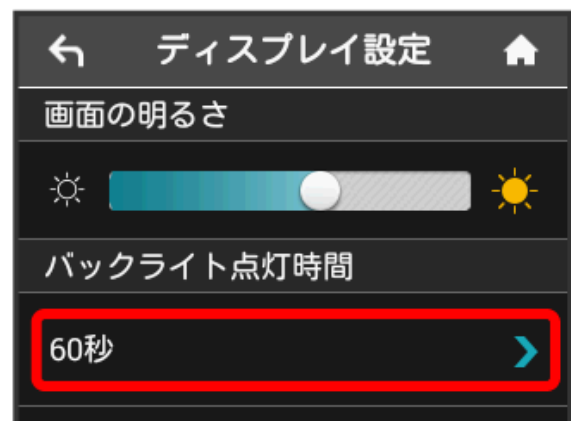 ディスプレイ設定
画面の明るさ
バックライト点灯時間
60秒